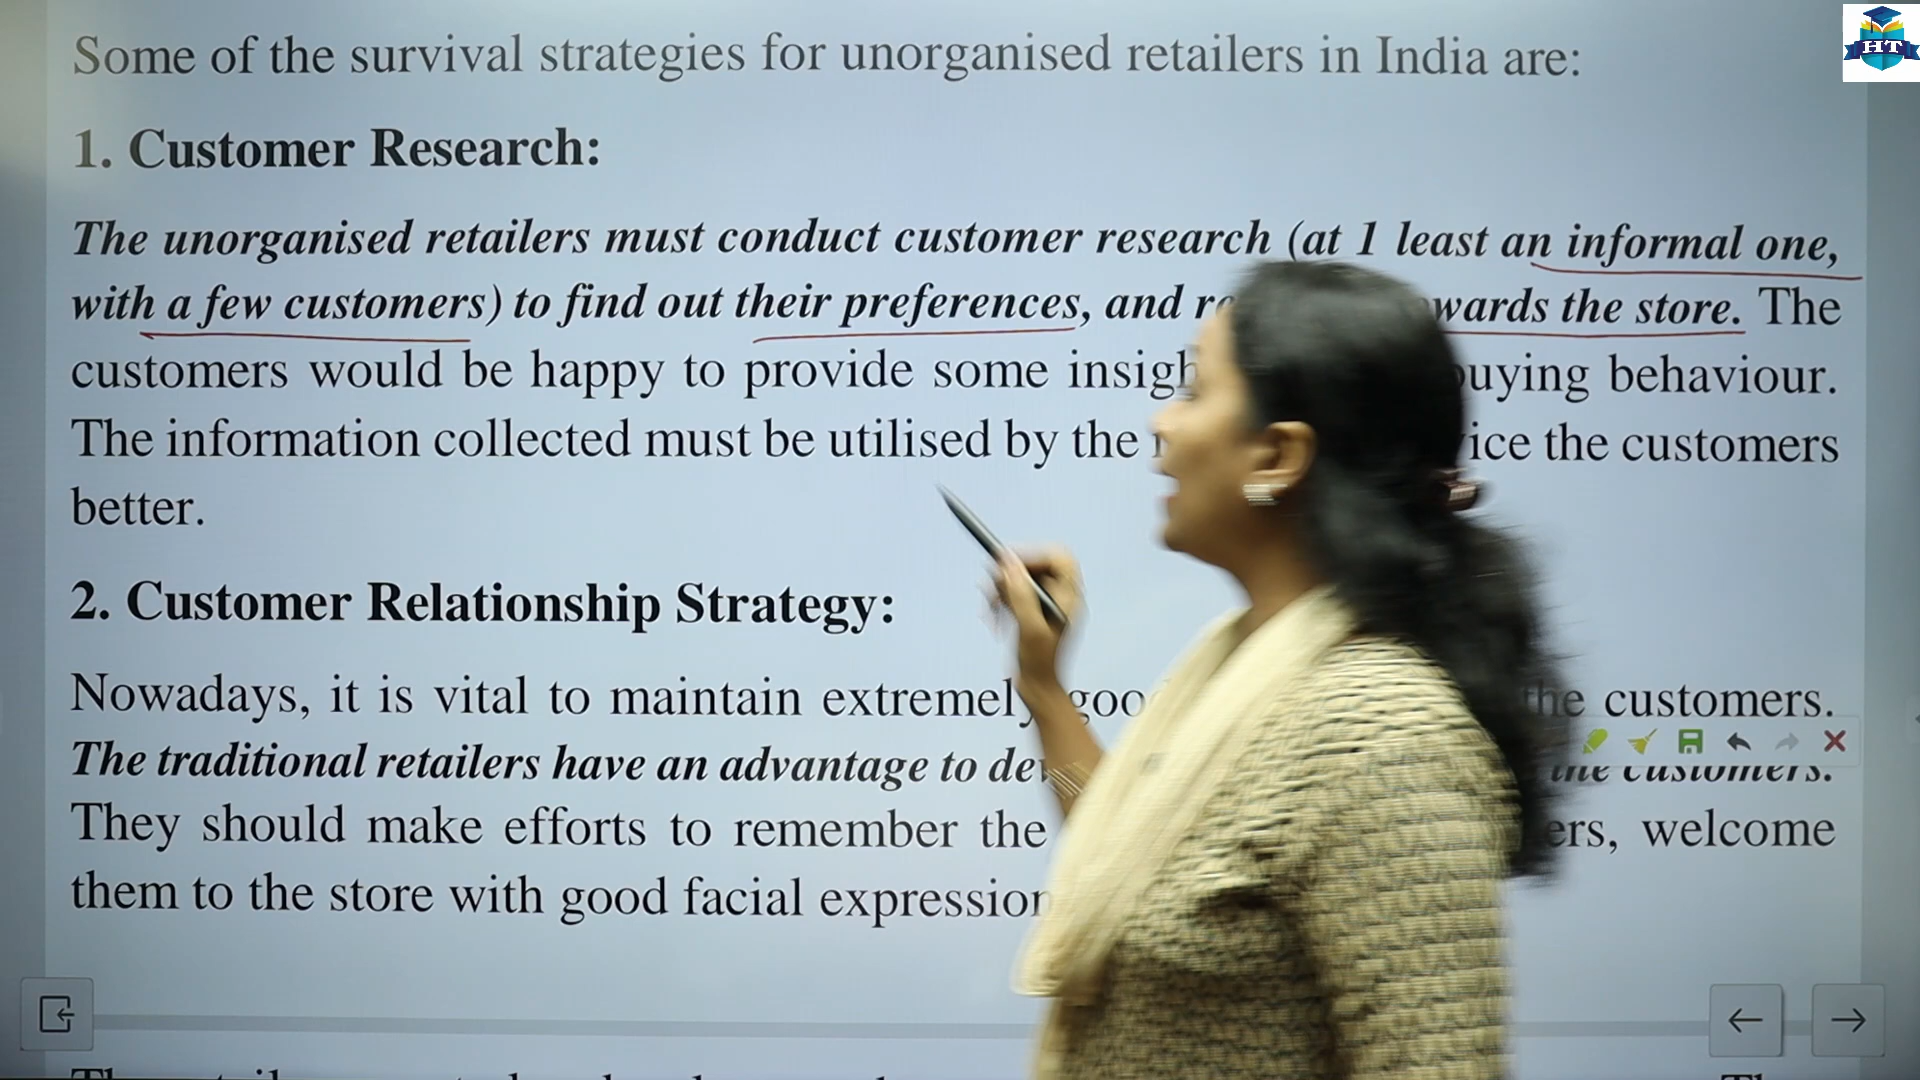 HT
Some of the survival strategies for unorganised retailers in India are:
1. Customer Research:
The unorganised retailers must conduct customer research (at 1 least an informal one,
with a few customers) to find out their preferences, and wards the store. The
customers would be happy to provide some buying behaviour.
The information collected must be utilised by the the customers
better.
2. Customer Relationship Strategy:
Nowadays, it is vital to maintain extremely the customers.
The traditional retailers have an advantage to the customers.
They should make efforts to remember the welcome
them to the store with good facial